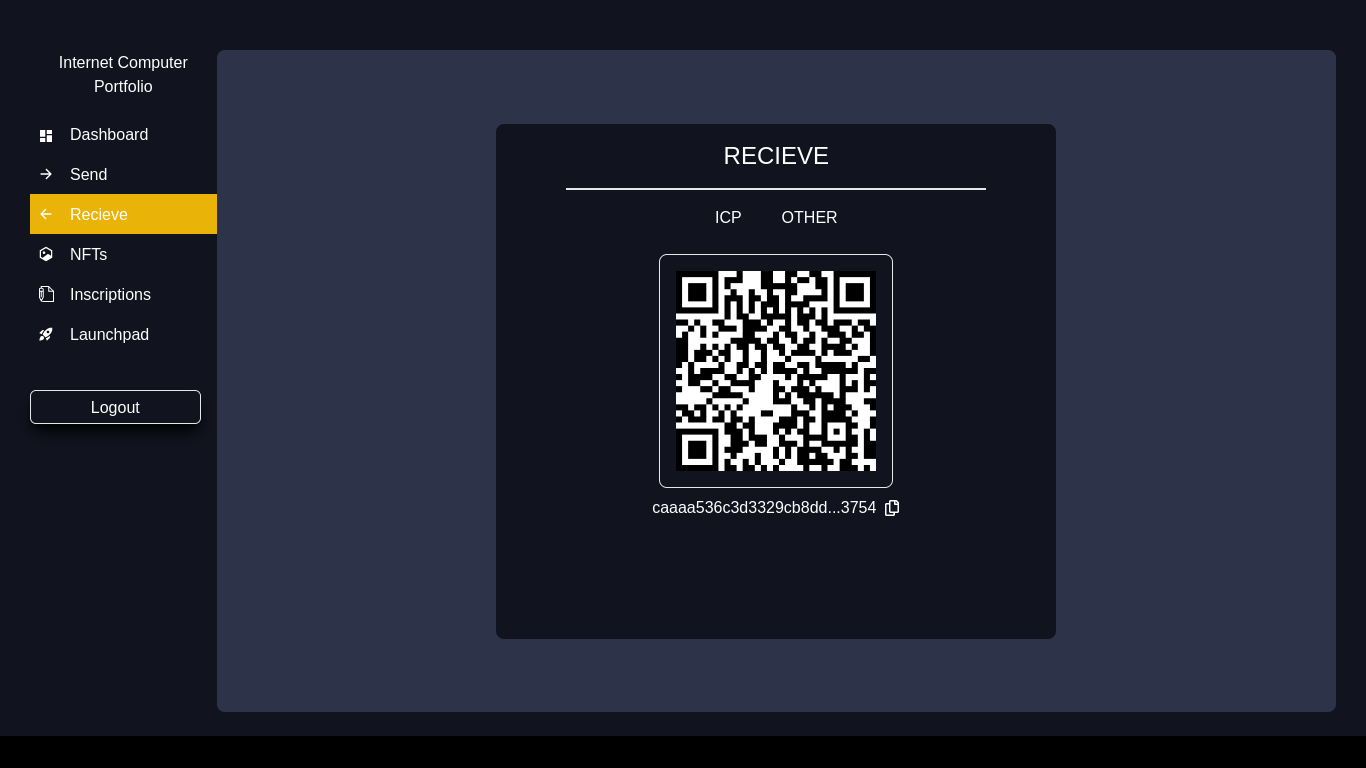 Internet Computer
Portfolio
Dashboard
Send
Recieve
NFTs
Inscriptions
Launchpad
Logout
RECIEVE
ICP OTHER
caaaa536c3d3329cb8dd...3754